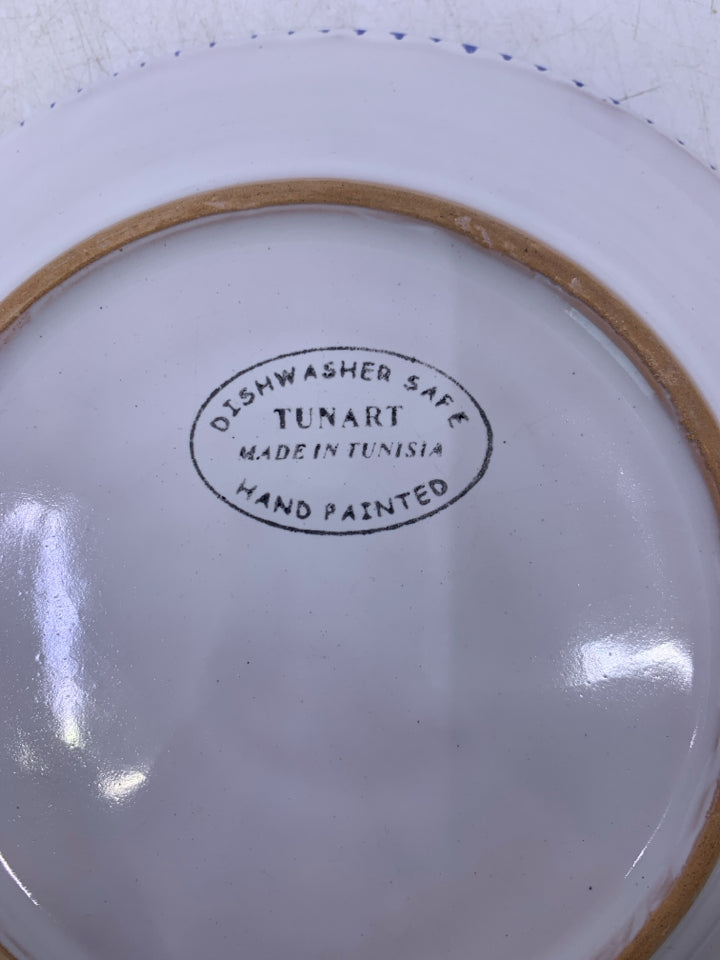 DISHWASHER SAFE
TUNART
MADE IN TUNISIA
HAND PAINTED